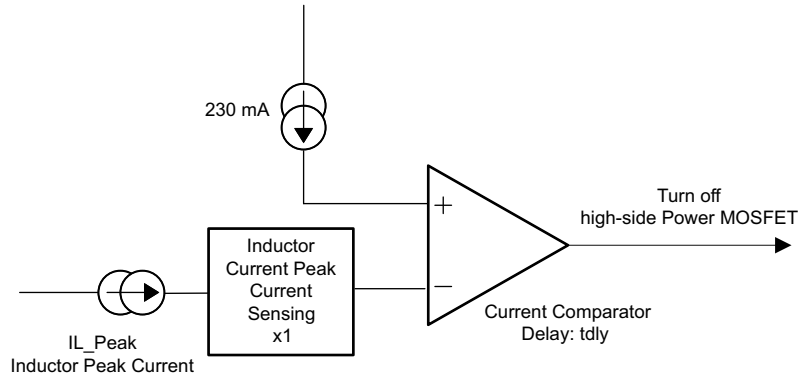 230 mA
+
Turn off
high-side Power MOSFET
Inductor
Current Peak
Current
Sensing
x1
−
Current Comparator
Delay: tdly
IL_Peak
Inductor Peak Current